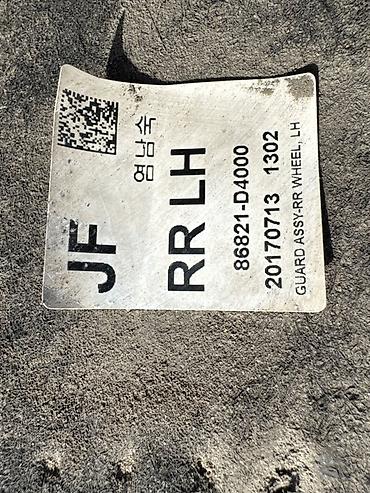 JF
염남숙
RR LH
86821-D4000
20170713 1302
GUARD ASSY-RR WHEEL, LH